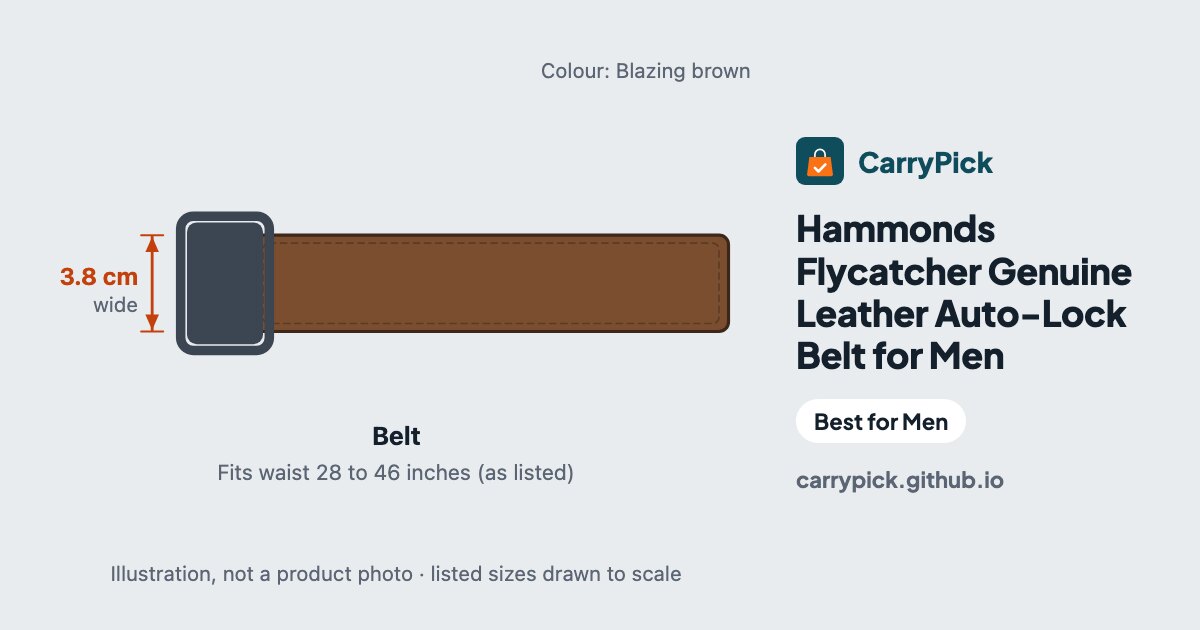 Colour: Blazing brown
3.8 cm
wide
Belt
Fits waist 28 to 46 inches (as listed)
Illustration, not a product photo · listed sizes drawn to scale
CarryPick
Hammonds
Flycatcher Genuine
Leather Auto-Lock
Belt for Men
Best for Men
carrypick.github.io